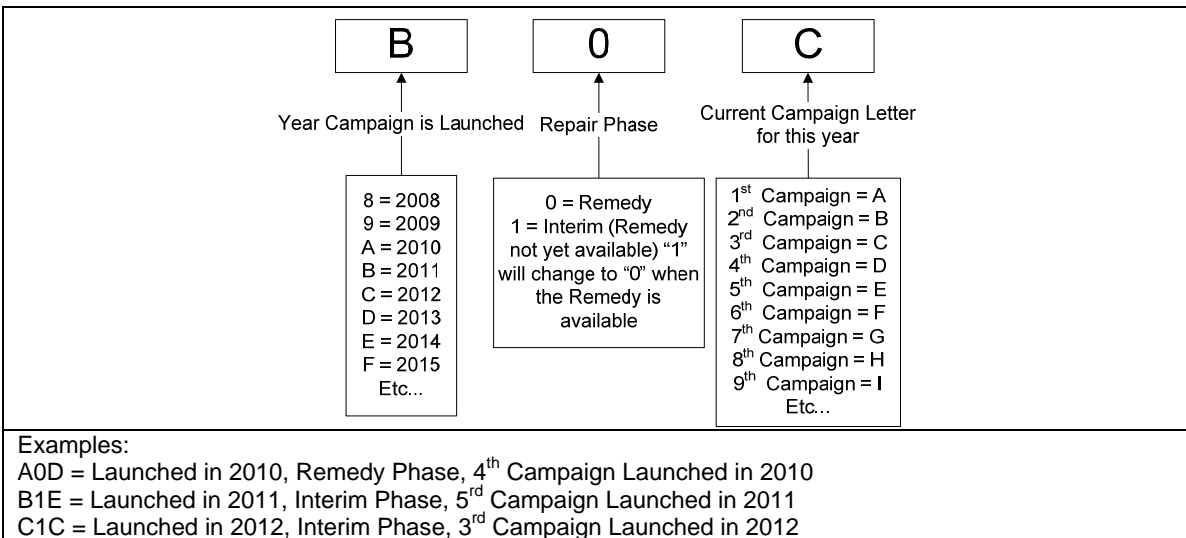 B 0 C
Year Campaign is Launched
Repair Phase
Current Campaign Letter
for this year
8 = 2008
9 = 2009
A = 2010
B = 2011
C = 2012
D = 2013
E = 2014
F = 2015
Etc...
0 = Remedy
1 = Interim (Remedy
not yet available) “1”
will change to “0” when
the Remedy is
available
1st Campaign = A
2nd Campaign = B
3rd Campaign = C
4th Campaign = D
5th Campaign = E
6th Campaign = F
7th Campaign = G
8th Campaign = H
9th Campaign = I
Etc...
Examples:
A0D = Launched in 2010, Remedy Phase, 4th Campaign Launched in 2010
B1E = Launched in 2011, Interim Phase, 5rd Campaign Launched in 2011
C1C = Launched in 2012, Interim Phase, 3rd Campaign Launched in 2012